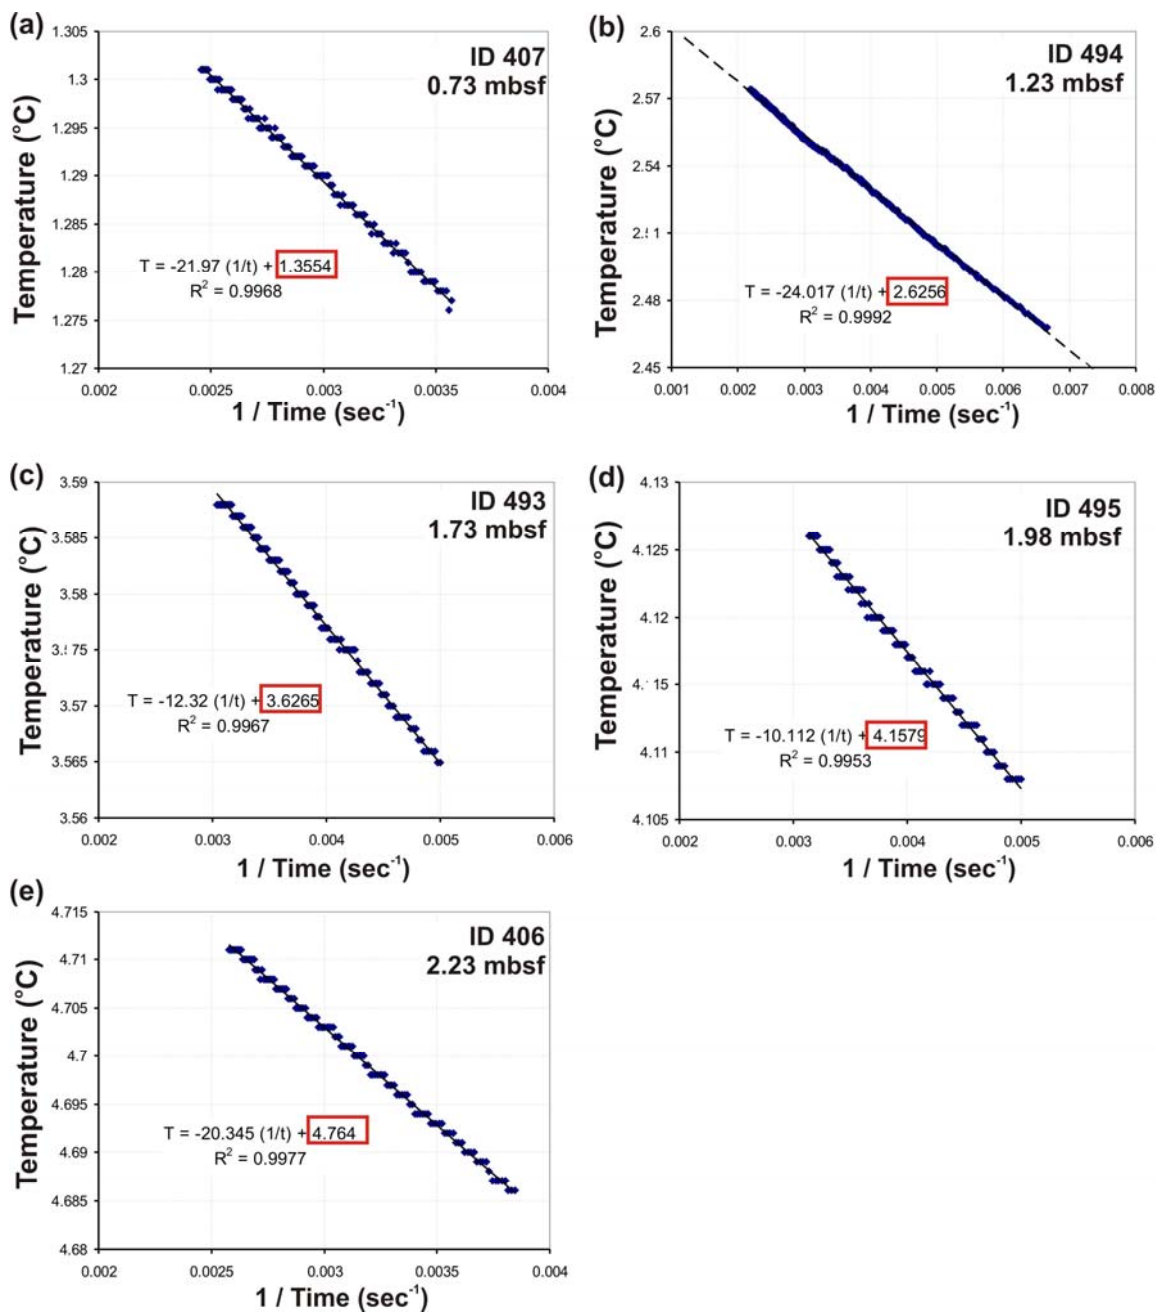 (a)
ID 407
0.73 mbsf
Temperature (°C)
1.305
1.3
1.295
1.29
1.285
1.28
1.275
1.27
T = -21.97 (1/t) + 1.3554
R² = 0.9968
0.002 0.0025 0.003 0.0035 0.004
1 / Time (sec⁻¹)
(b)
ID 494
1.23 mbsf
Temperature (°C)
2.6
2.57
2.54
2.1
2.48
2.45
T = -24.017 (1/t) + 2.6256
R² = 0.9992
0.001 0.002 0.003 0.004 0.005 0.006 0.007 0.008
1 / Time (sec⁻¹)
(c)
ID 493
1.73 mbsf
Temperature (°C)
3.59
3.585
3.58
3.575
3.57
3.565
3.56
T = -12.32 (1/t) + 3.6265
R² = 0.9967
0.002 0.003 0.004 0.005 0.006
1 / Time (sec⁻¹)
(d)
ID 495
1.98 mbsf
Temperature (°C)
4.13
4.125
4.12
4.115
4.11
4.105
T = -10.112 (1/t) + 4.1579
R² = 0.9953
0.002 0.003 0.004 0.005 0.006
1 / Time (sec⁻¹)
(e)
ID 406
2.23 mbsf
Temperature (°C)
4.715
4.71
4.705
4.7
4.695
4.69
4.685
4.68
T = -20.345 (1/t) + 4.764
R² = 0.9977
0.002 0.0025 0.003 0.0035 0.004
1 / Time (sec⁻¹)